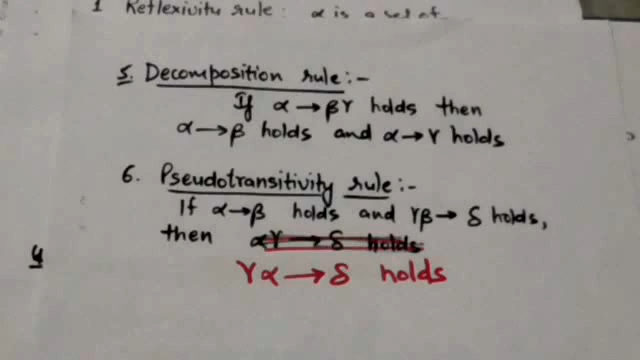 1 Reflexivity rule: α is a set of
5. Decomposition rule:-
If α → βγ holds then
α → β holds and α → γ holds
6. Pseudotransitivity rule:-
If α → β holds and γβ → δ holds,
then αγ → δ holds
γα → δ holds